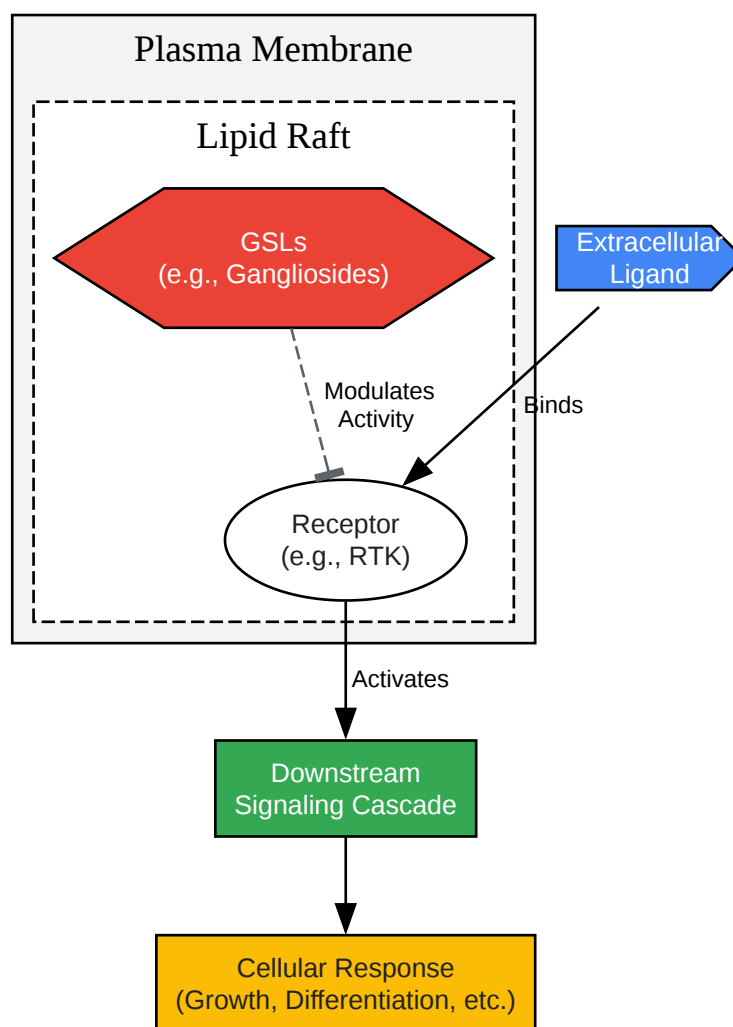 Plasma Membrane
Lipid Raft
GSLs
(e.g., Gangliosides)
Extracellular
Ligand
Modulates
Activity
Binds
Receptor
(e.g., RTK)
Activates
Downstream
Signaling Cascade
Cellular Response
(Growth, Differentiation, etc.)